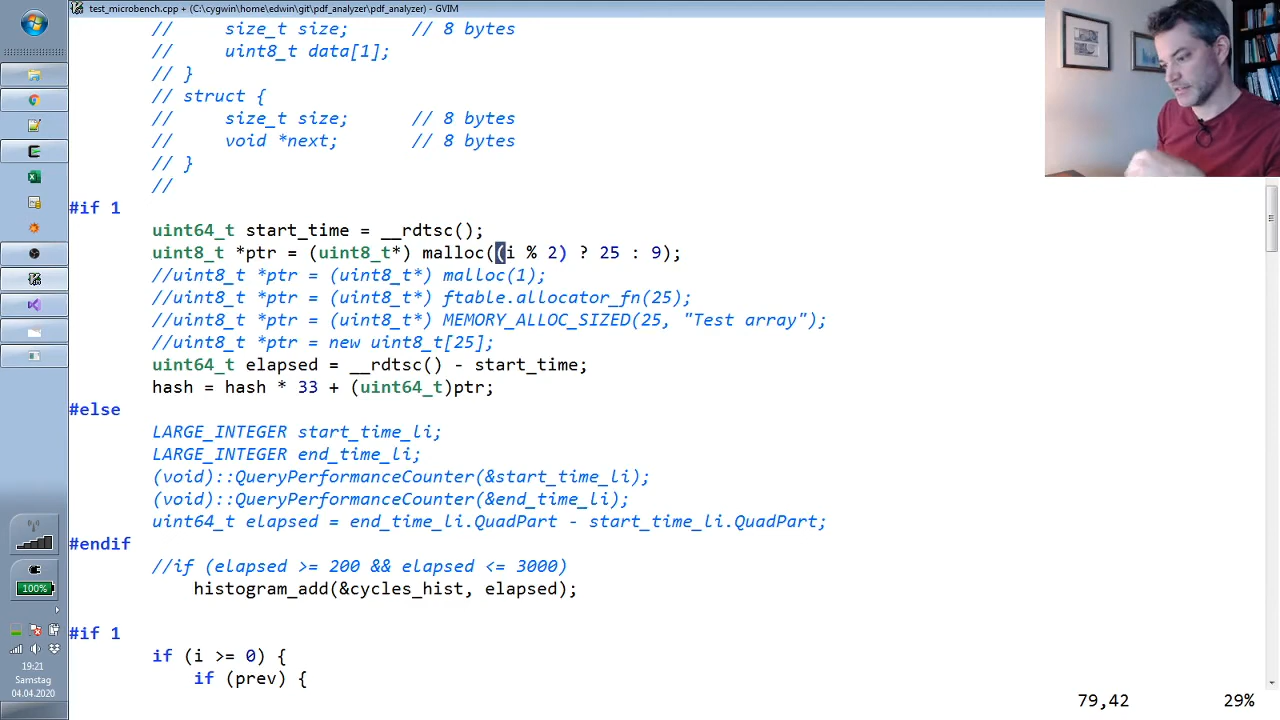 test_microbench.cpp + (C:\cygwin\home\edwin\git\pdf_analyzer\pdf_analyzer) - GVIM
//     size_t size;      // 8 bytes
//     uint8_t data[1];
// }
// struct {
//     size_t size;      // 8 bytes
//     void *next;       // 8 bytes
// }
//
#if 1
uint64_t start_time = __rdtsc();
uint8_t *ptr = (uint8_t*) malloc((i % 2) ? 25 : 9);
//uint8_t *ptr = (uint8_t*) malloc(1);
//uint8_t *ptr = (uint8_t*) ftable.allocator_fn(25);
//uint8_t *ptr = (uint8_t*) MEMORY_ALLOC_SIZED(25, "Test array");
//uint8_t *ptr = new uint8_t[25];
uint64_t elapsed = __rdtsc() - start_time;
hash = hash * 33 + (uint64_t)ptr;
#else
LARGE_INTEGER start_time_li;
LARGE_INTEGER end_time_li;
(void)::QueryPerformanceCounter(&start_time_li);
(void)::QueryPerformanceCounter(&end_time_li);
uint64_t elapsed = end_time_li.QuadPart - start_time_li.QuadPart;
#endif
//if (elapsed >= 200 && elapsed <= 3000)
histogram_add(&cycles_hist, elapsed);
#if 1
if (i >= 0) {
if (prev) {
79,42 29%
100%
19:21
Samstag
04.04.2020